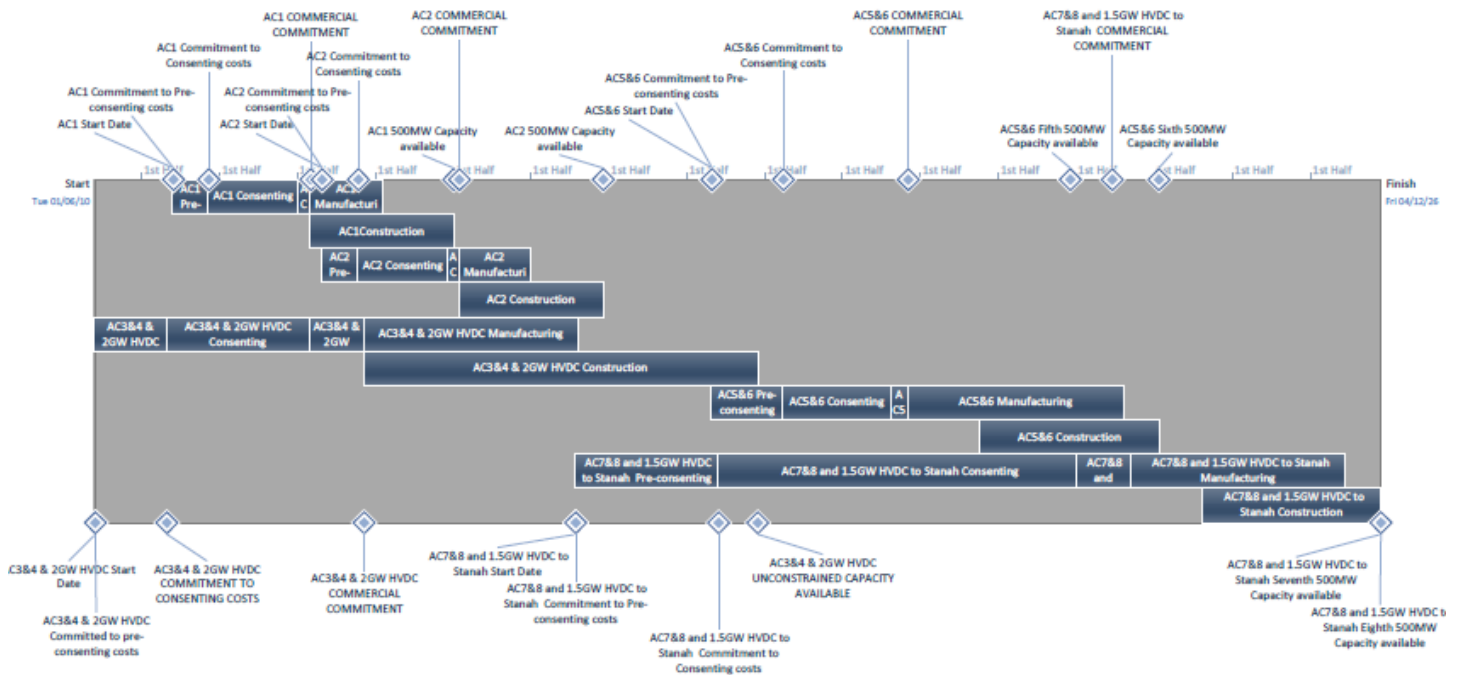 AC1 COMMERCIAL
COMMITMENT
AC2 COMMERCIAL
COMMITMENT
AC5&6 COMMERCIAL
COMMITMENT
AC7&8 and 1.5GW HVDC to
Stanah COMMERCIAL
COMMITMENT
AC1 Commitment to
Consenting costs
AC2 Commitment to
Consenting costs
AC5&6 Commitment to
Consenting costs
AC1 Commitment to Pre-
consenting costs
AC2 Commitment to Pre-
consenting costs
AC5&6 Commitment to Pre-
consenting costs
AC1 Start Date
AC2 Start Date
AC1 500MW Capacity
available
AC2 500MW Capacity
available
AC5&6 Start Date
AC5&6 Fifth 500MW
Capacity available
AC5&6 Sixth 500MW
Capacity available
1st Half
1st Half
1st Half
1st Half
1st Half
1st Half
1st Half
1st Half
1st Half
1st Half
1st Half
1st Half
1st Half
1st Half
Start
Tue 01/06/10
Finish
Fri 04/12/26
AC1
Pre-
AC1 Consenting
A
C
AC1
Manufacturi
AC1Construction
AC2
Pre-
AC2 Consenting
A
C
AC2
Manufacturi
AC2 Construction
AC3&4 &
2GW HVDC
AC3&4 & 2GW HVDC
Consenting
AC3&4 &
2GW
AC3&4 & 2GW HVDC Manufacturing
AC3&4 & 2GW HVDC Construction
AC5&6 Pre-
consenting
AC5&6 Consenting
A
C5
AC5&6 Manufacturing
AC5&6 Construction
AC7&8 and 1.5GW HVDC
to Stanah Pre-consenting
AC7&8 and 1.5GW HVDC to Stanah Consenting
AC7&8
and
AC7&8 and 1.5GW HVDC to Stanah
Manufacturing
AC7&8 and 1.5GW HVDC to
Stanah Construction
C3&4 & 2GW HVDC Start
Date
AC3&4 & 2GW HVDC
COMMITMENT TO
CONSENTING COSTS
AC3&4 & 2GW HVDC
COMMERCIAL
COMMITMENT
AC7&8 and 1.5GW HVDC to
Stanah Start Date
AC3&4 & 2GW HVDC
UNCONSTRAINED CAPACITY
AVAILABLE
AC7&8 and 1.5GW HVDC to
Stanah Seventh 500MW
Capacity available
AC3&4 & 2GW HVDC
Committed to pre-
consenting costs
AC7&8 and 1.5GW HVDC to
Stanah Commitment to Pre-
consenting costs
AC7&8 and 1.5GW HVDC to
Stanah Commitment to
Consenting costs
AC7&8 and 1.5GW HVDC t
Stanah Eighth 500MW
Capacity available